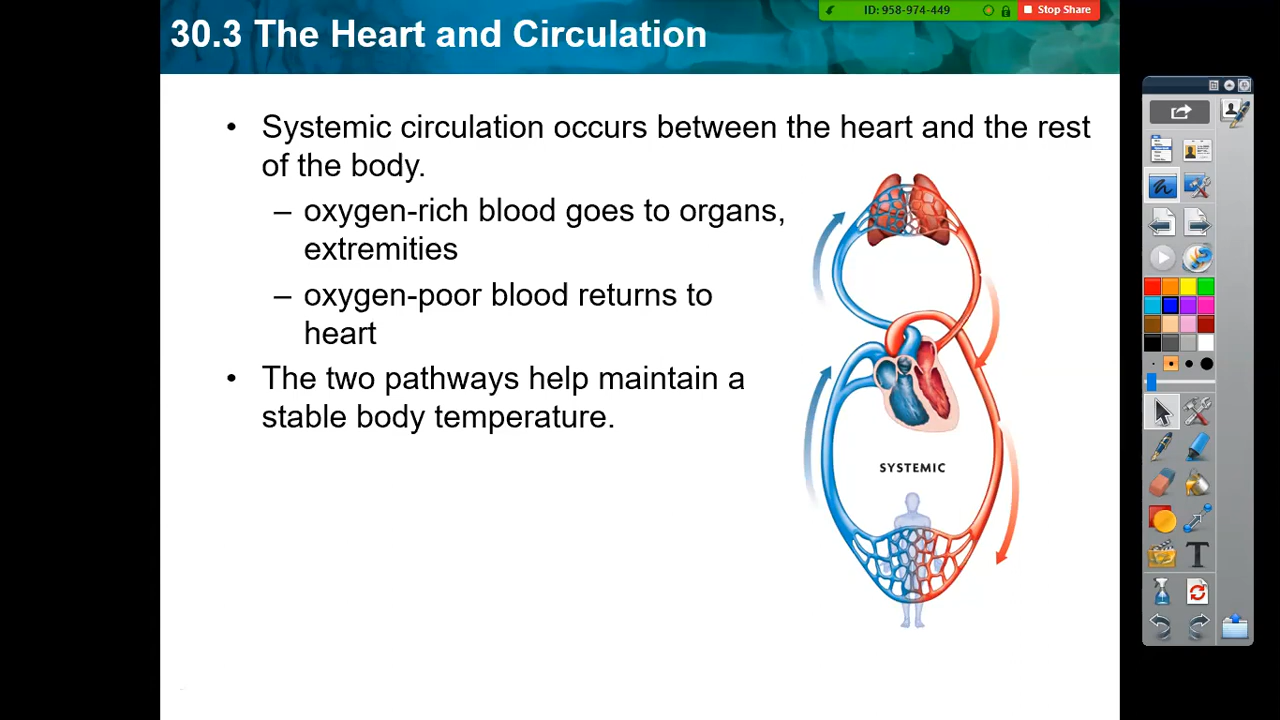 ID: 958-974-449
Stop Share
30.3 The Heart and Circulation
• Systemic circulation occurs between the heart and the rest
of the body.
– oxygen-rich blood goes to organs,
extremities
– oxygen-poor blood returns to
heart
• The two pathways help maintain a
stable body temperature.
SYSTEMIC
T